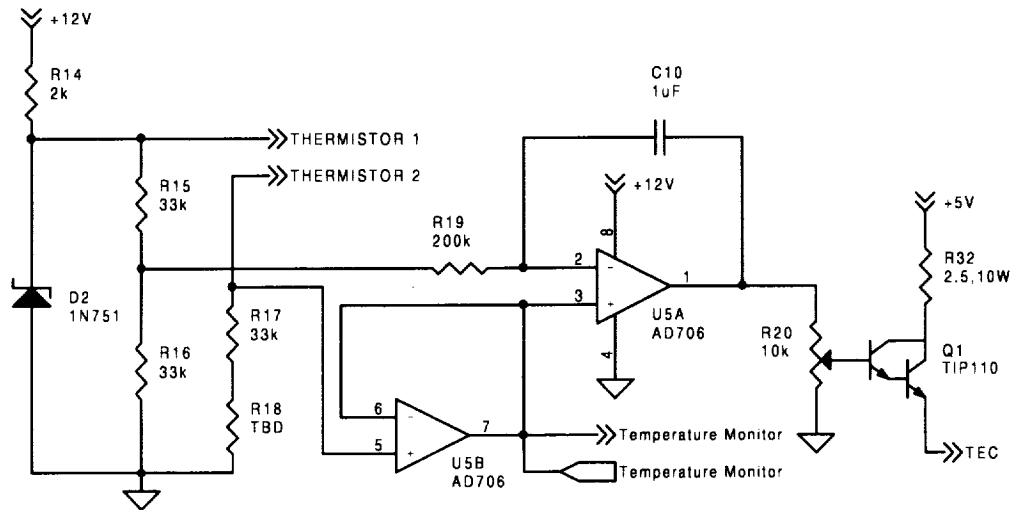 +12V
R14
2k
THERMISTOR 1
THERMISTOR 2
R15
33k
C10
1uF
+12V
+5V
R19
200k
8
2
-
3
+
1
U5A
AD706
4
R32
2.5,10W
D2
1N751
R17
33k
R16
33k
R18
TBD
R20
10k
Q1
TIP110
6
-
5
+
7
U5B
AD706
Temperature Monitor
Temperature Monitor
TEC